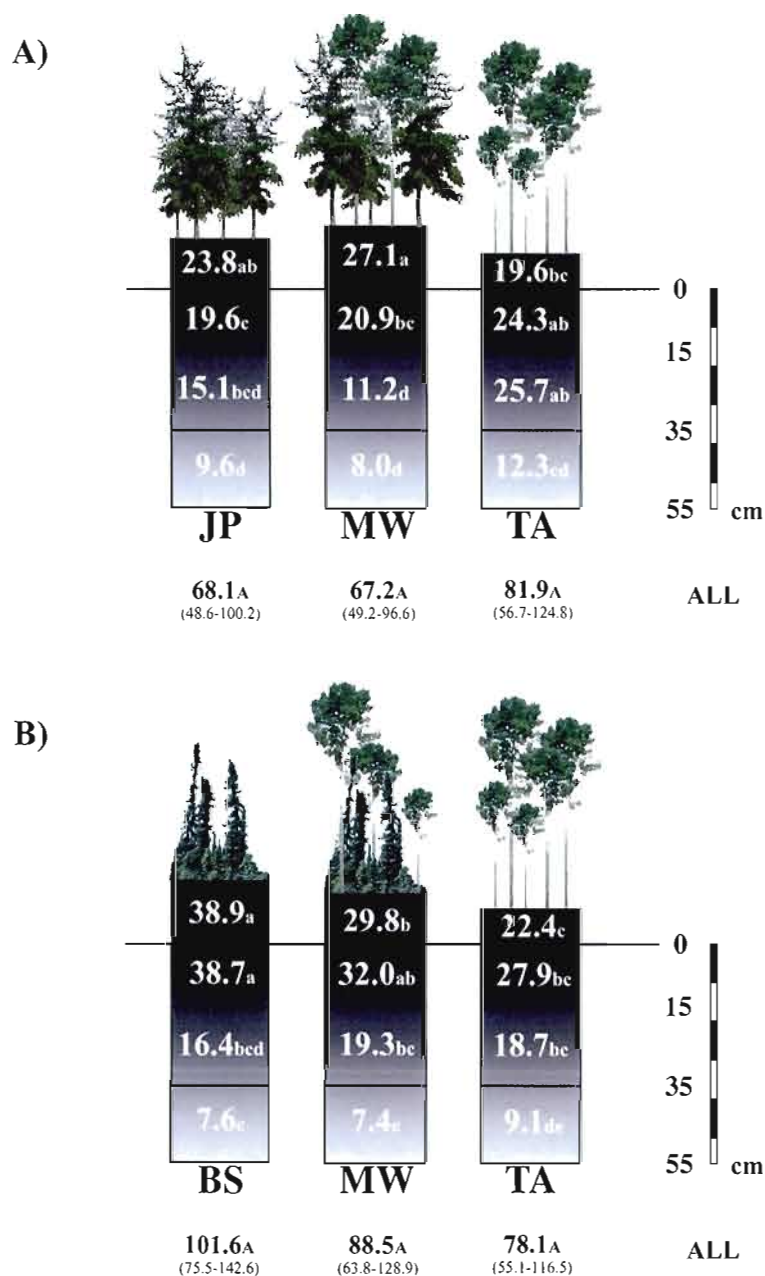 A)
23.8ab 27.1a 19.6bc
0
19.6c 20.9bc 24.3ab
15
15.1bcd 11.2d 25.7ab
35
9.6d 8.0d 12.3cd
55 cm
JP MW TA
68.1A 67.2A 81.9A ALL
(48.6-100.2) (49.2-96.6) (56.7-124.8)
B)
38.9a 29.8b 22.4c
0
38.7a 32.0ab 27.9bc
15
16.4bcd 19.3bc 18.7bc
35
7.6e 7.4e 9.1de
55 cm
BS MW TA
101.6A 88.5A 78.1A ALL
(75.5-142.6) (63.8-128.9) (55.1-116.5)